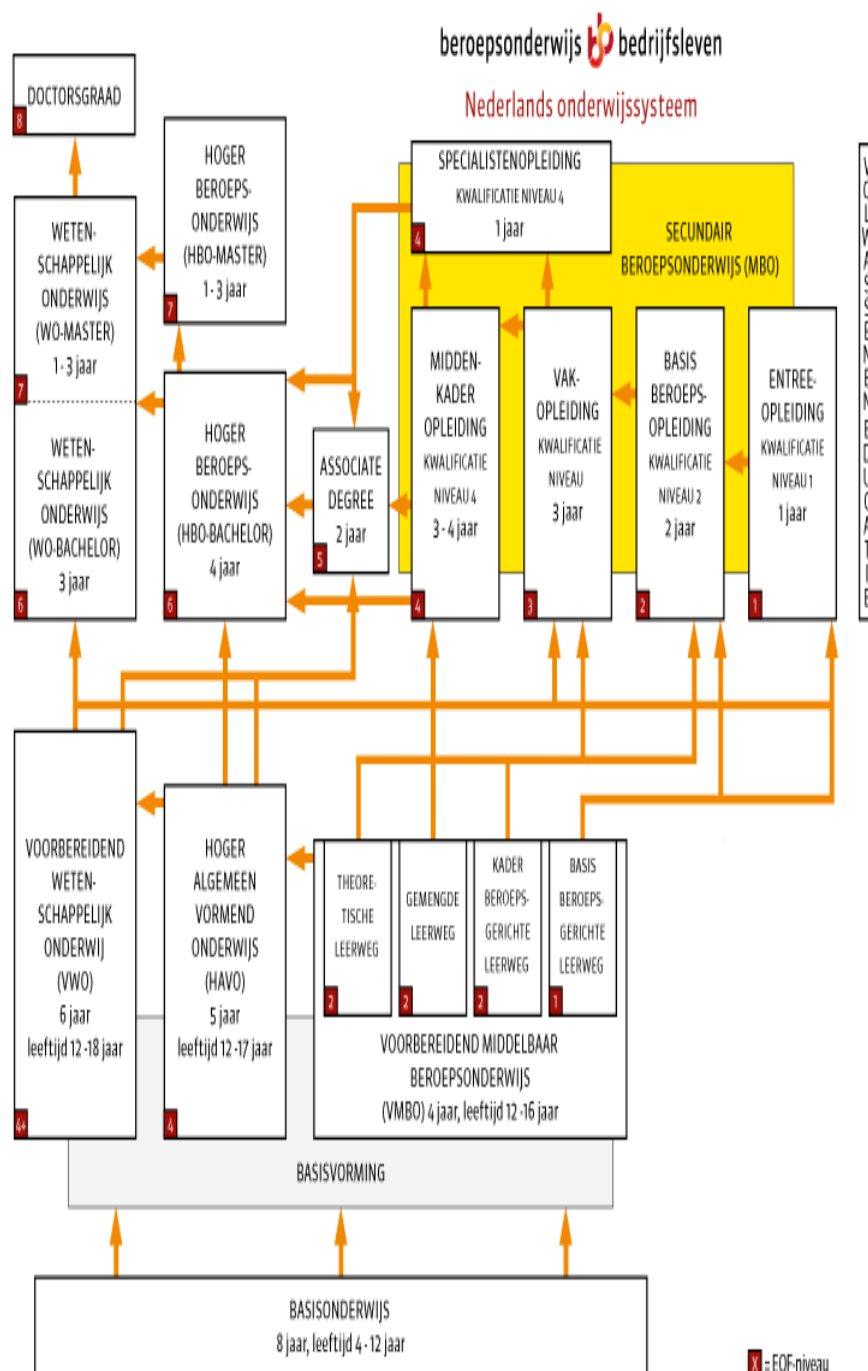 beroepsonderwijs bb bedrijfsleven
Nederlands onderwijssysteem
DOCTORSGRAAD
8
HOGER
BEROEPS-
ONDERWIJS
(HBO-MASTER)
1 - 3 jaar
7
WETEN-
SCHAPPELIJK
ONDERWIJS
(WO-MASTER)
1 - 3 jaar
7
WETEN-
SCHAPPELIJK
ONDERWIJS
(WO-BACHELOR)
3 jaar
6
HOGER
BEROEPS-
ONDERWIJS
(HBO-BACHELOR)
4 jaar
6
ASSOCIATE
DEGREE
2 jaar
5
SPECIALISTENOPLEIDING
KWALIFICATIE NIVEAU 4
1 jaar
4
SECUNDAIR
BEROEPSONDERWIJS (MBO)
MIDDEN-
KADER
OPLEIDING
KWALIFICATIE
NIVEAU 4
3 - 4 jaar
4
VAK-
OPLEIDING
KWALIFICATIE
NIVEAU
3 jaar
3
BASIS
BEROEPS-
OPLEIDING
KWALIFICATIE
NIVEAU 2
2 jaar
2
ENTREE-
OPLEIDING
KWALIFICATIE
NIVEAU 1
1 jaar
1
VOORBEREIDEND
WETEN-
SCHAPPELIJK
ONDERWIJ
(VWO)
6 jaar
leeftijd 12 -18 jaar
4+
HOGER
ALGEMEEN
VORMEND
ONDERWIJS
(HAVO)
5 jaar
leeftijd 12 -17 jaar
4
THEORE-
TISCHE
LEERWEG
2
GEMENGDE
LEERWEG
2
KADER
BEROEPS-
GERICHTE
LEERWEG
2
BASIS
BEROEPS-
GERICHTE
LEERWEG
1
VOORBEREIDEND MIDDELBAAR
BEROEPSONDERWIJS
(VMBO) 4 jaar, leeftijd 12 -16 jaar
BASISVORMING
BASISONDERWIJS
8 jaar, leeftijd 4 - 12 jaar
X = EQF-niveau